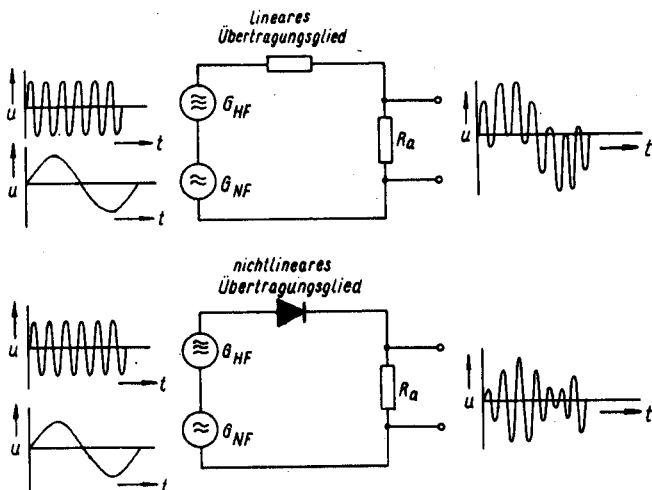 lineares
Übertragungsglied
u
t
G_HF
R_a
u
t
u
t
G_NF
nichtlineares
Übertragungsglied
u
t
G_HF
R_a
u
t
u
t
G_NF